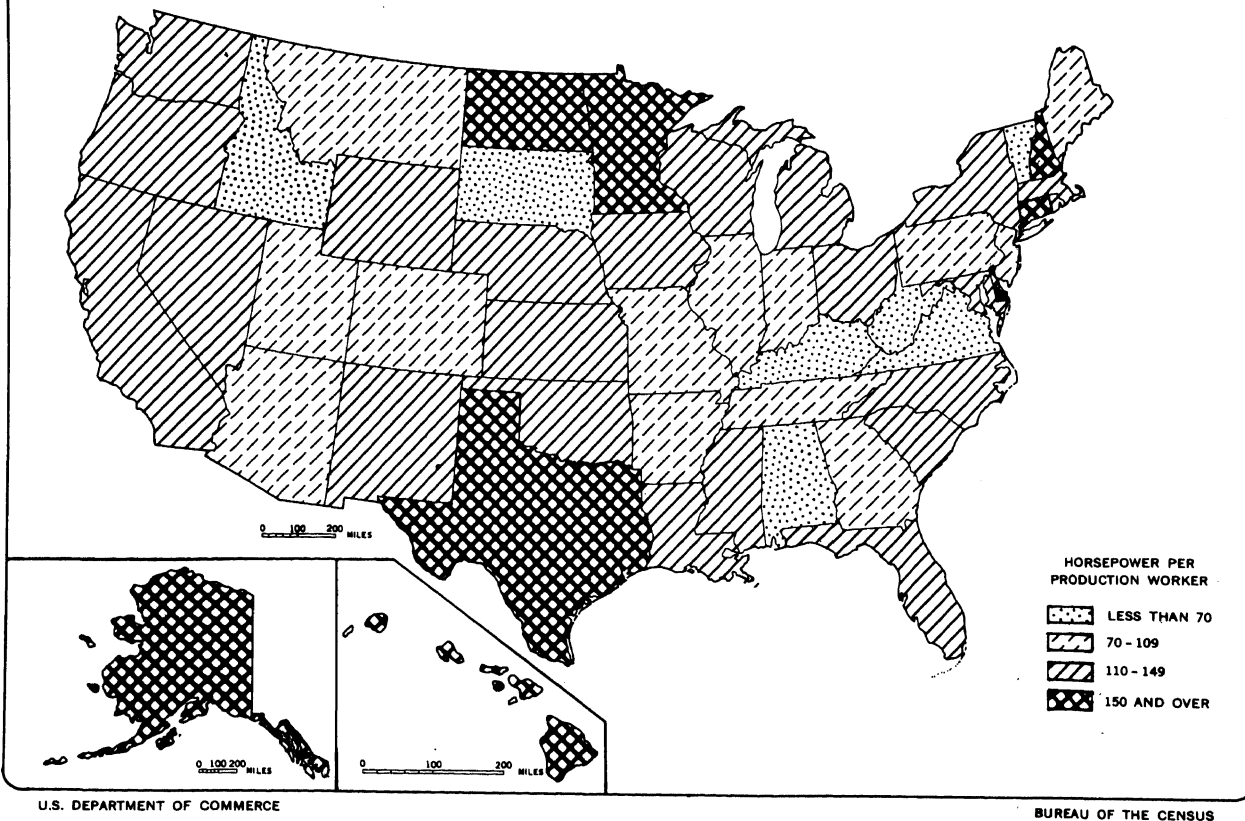 0 100 200
MILES
HORSEPOWER PER
PRODUCTION WORKER
LESS THAN 70
70 - 109
110 - 149
150 AND OVER
0 100 200
MILES
0 100 200
MILES
U.S. DEPARTMENT OF COMMERCE
BUREAU OF THE CENSUS